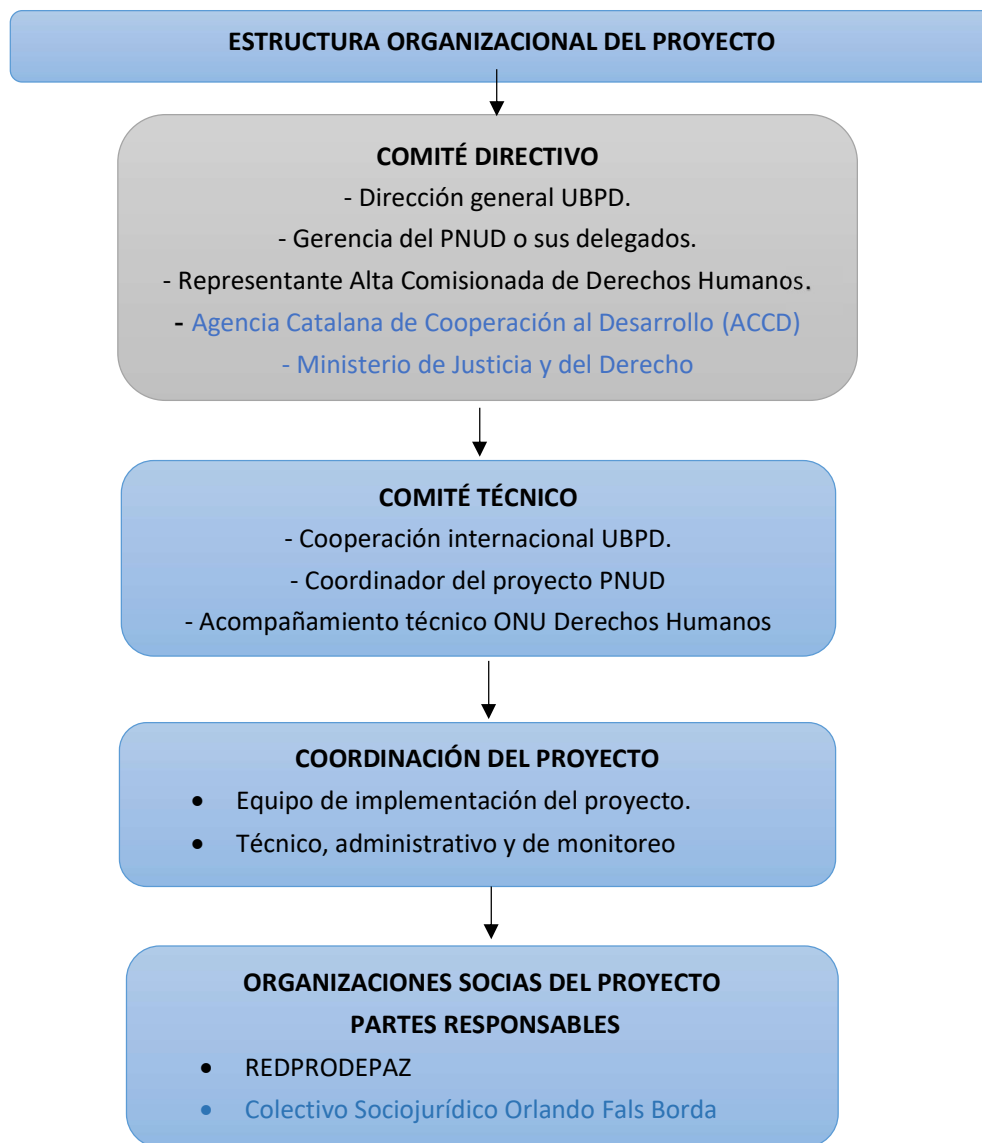 ESTRUCTURA ORGANIZACIONAL DEL PROYECTO
COMITÉ DIRECTIVO
- Dirección general UBPD.
- Gerencia del PNUD o sus delegados.
- Representante Alta Comisionada de Derechos Humanos.
- Agencia Catalana de Cooperación al Desarrollo (ACCD)
- Ministerio de Justicia y del Derecho
COMITÉ TÉCNICO
- Cooperación internacional UBPD.
- Coordinador del proyecto PNUD
- Acompañamiento técnico ONU Derechos Humanos
COORDINACIÓN DEL PROYECTO
• Equipo de implementación del proyecto.
• Técnico, administrativo y de monitoreo
ORGANIZACIONES SOCIAS DEL PROYECTO
PARTES RESPONSABLES
• REDPRODEPAZ
• Colectivo Sociojurídico Orlando Fals Borda